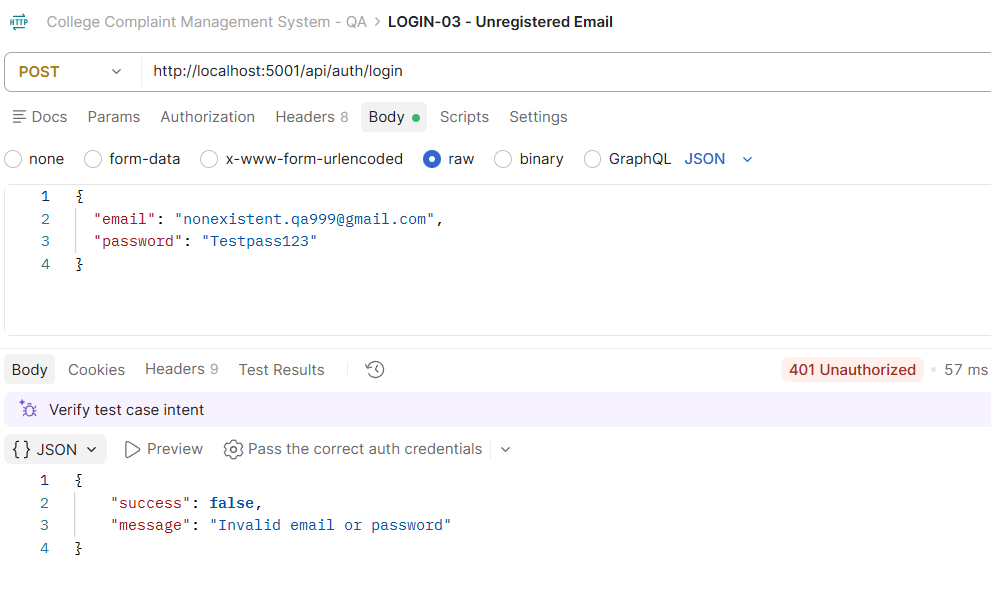 HTTP College Complaint Management System - QA > LOGIN-03 - Unregistered Email
POST http://localhost:5001/api/auth/login
Docs Params Authorization Headers 8 Body Scripts Settings
none form-data x-www-form-urlencoded raw binary GraphQL JSON
1 {
2 "email": "nonexistent.qa999@gmail.com",
3 "password": "Testpass123"
4 }
Body Cookies Headers 9 Test Results 401 Unauthorized 57 ms
Verify test case intent
{} JSON Preview Pass the correct auth credentials
1 {
2 "success": false,
3 "message": "Invalid email or password"
4 }